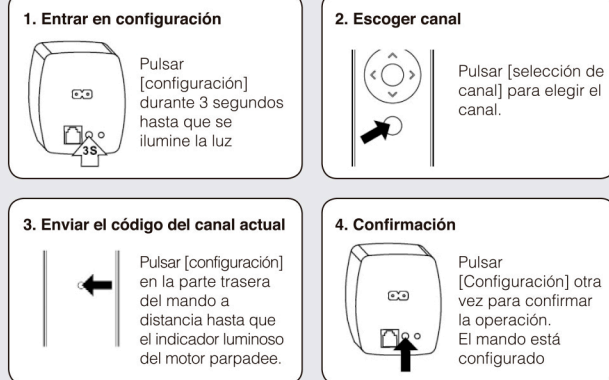 1. Entrar en configuración
Pulsar
[configuración]
durante 3 segundos
hasta que se
ilumine la luz
3S
2. Escoger canal
Pulsar [selección de
canal] para elegir el
canal.
3. Enviar el código del canal actual
Pulsar [configuración]
en la parte trasera
del mando a
distancia hasta que
el indicador luminoso
del motor parpadee.
4. Confirmación
Pulsar
[Configuración] otra
vez para confirmar
la operación.
El mando está
configurado